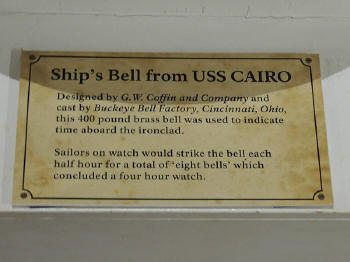 Ship's Bell from USS CAIRO
Designed by G.W. Coffin and Company and
cast by Buckeye Bell Factory, Cincinnati, Ohio,
this 400 pound brass bell was used to indicate
time aboard the ironclad.
Sailors on watch would strike the bell each
half hour for a total of 'eight bells' which
concluded a four hour watch.